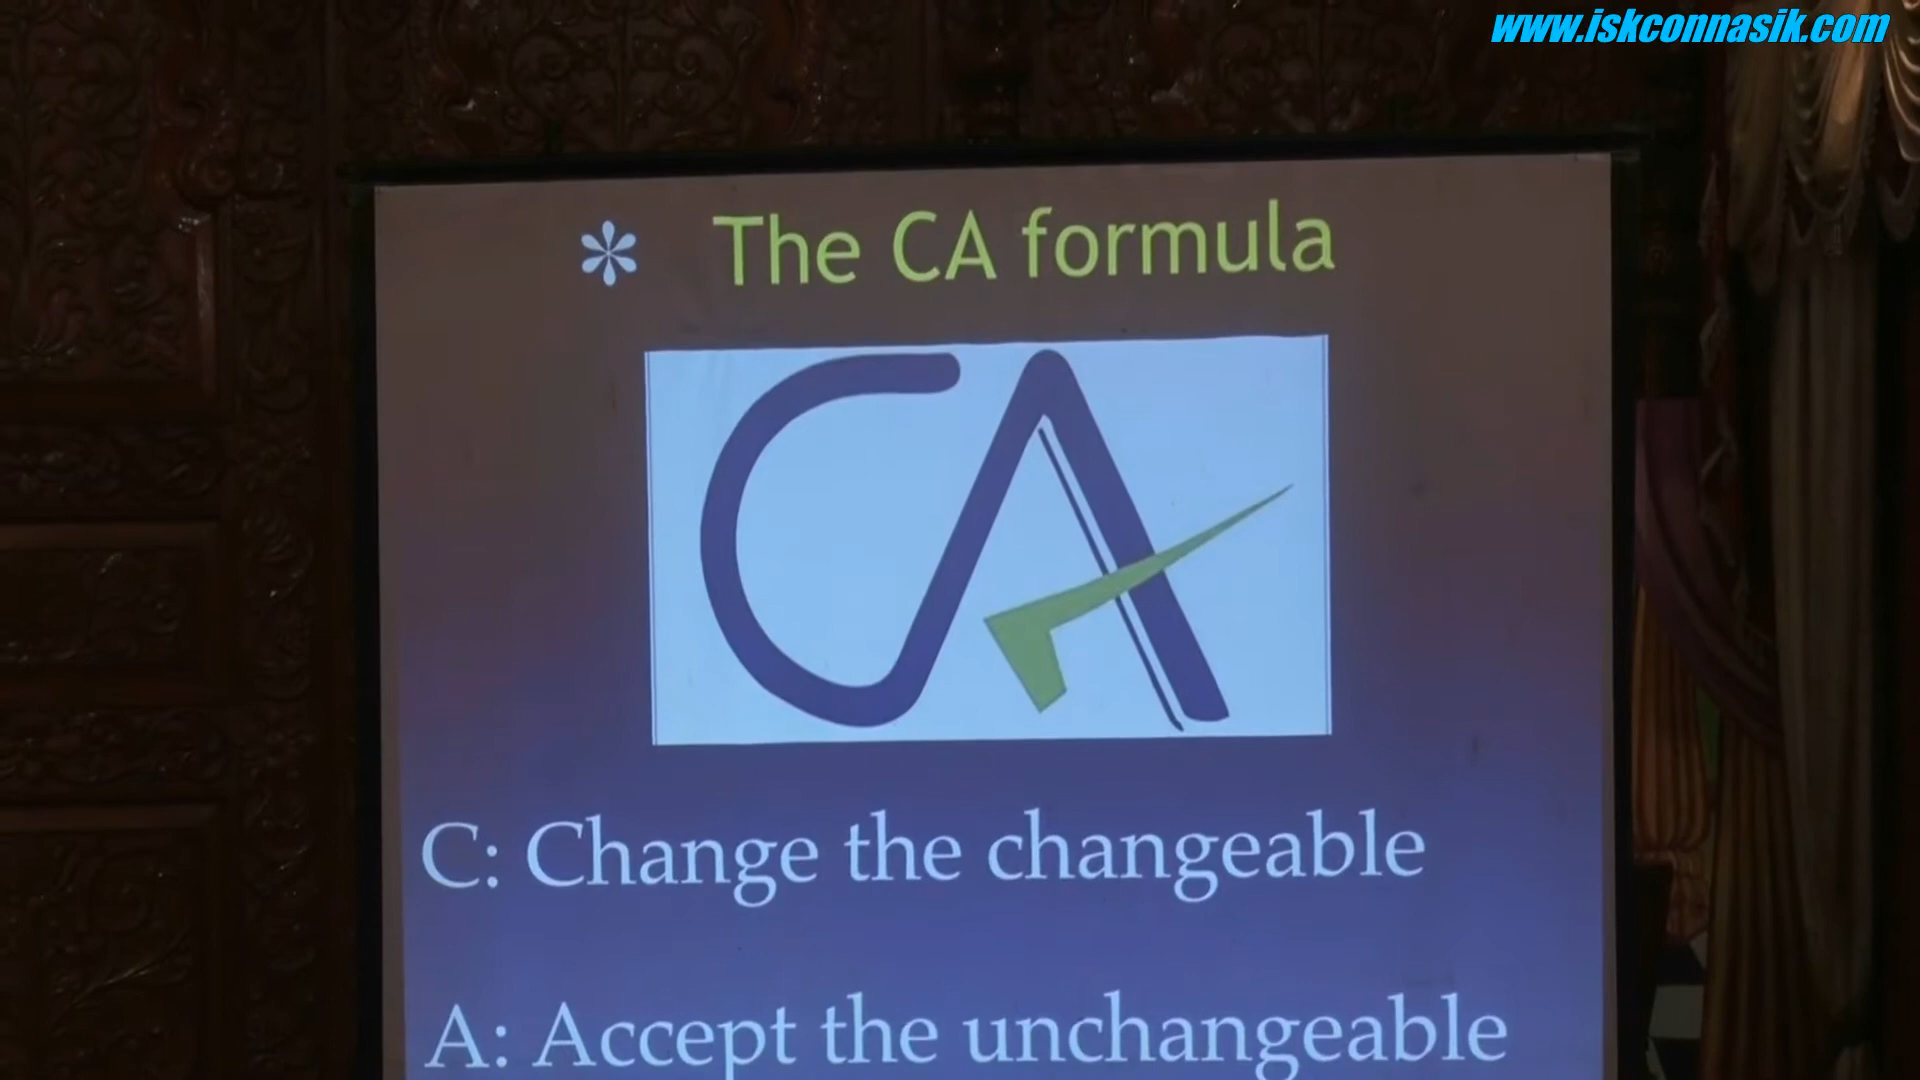 www.iskconnasik.com
* The CA formula
CA
C: Change the changeable
A: Accept the unchangeable